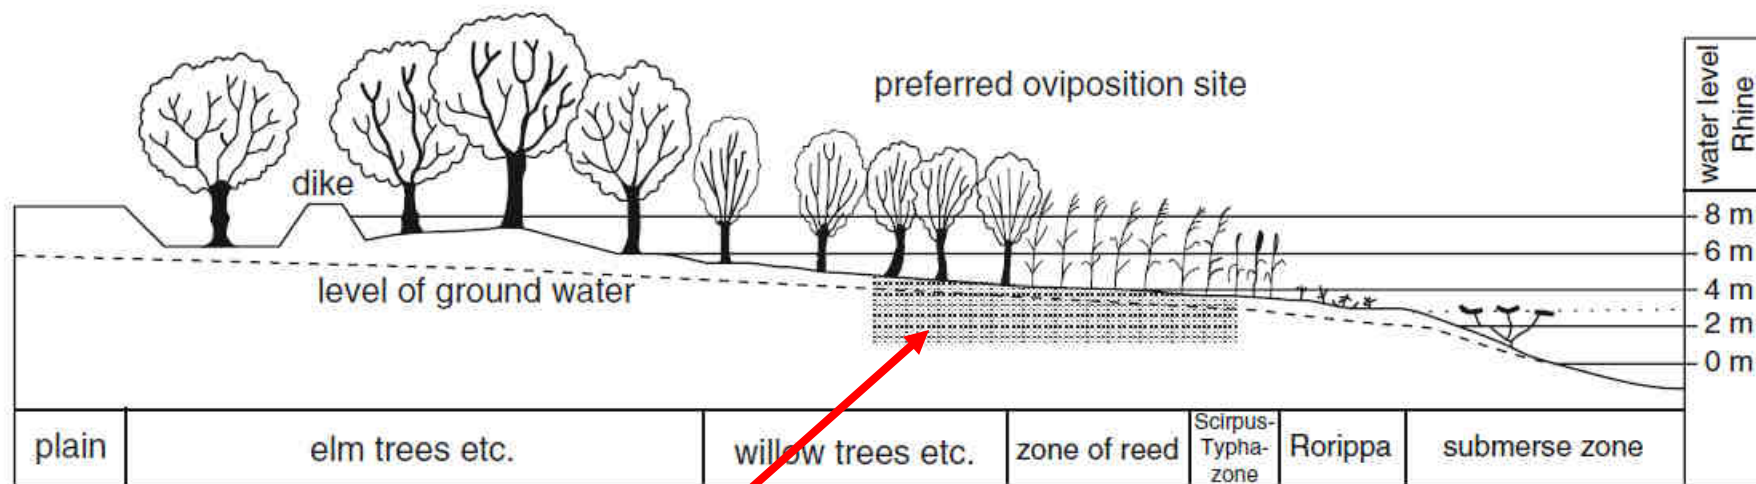 preferred oviposition site
water level
Rhine
dike
8 m
6 m
level of ground water
4 m
2 m
0 m
plain
elm trees etc.
willow trees etc.
zone of reed
Scirpus-
Typha-
zone
Rorippa
submerse zone